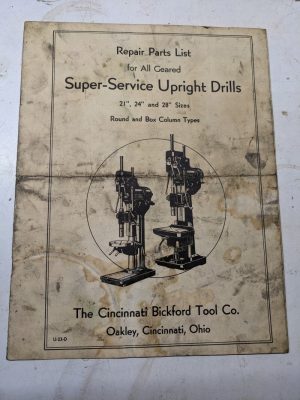 Repair Parts List
for All Geared
Super-Service Upright Drills
21", 24" and 28" Sizes
Round and Box Column Types
The Cincinnati Bickford Tool Co.
Oakley, Cincinnati, Ohio
U-23-D